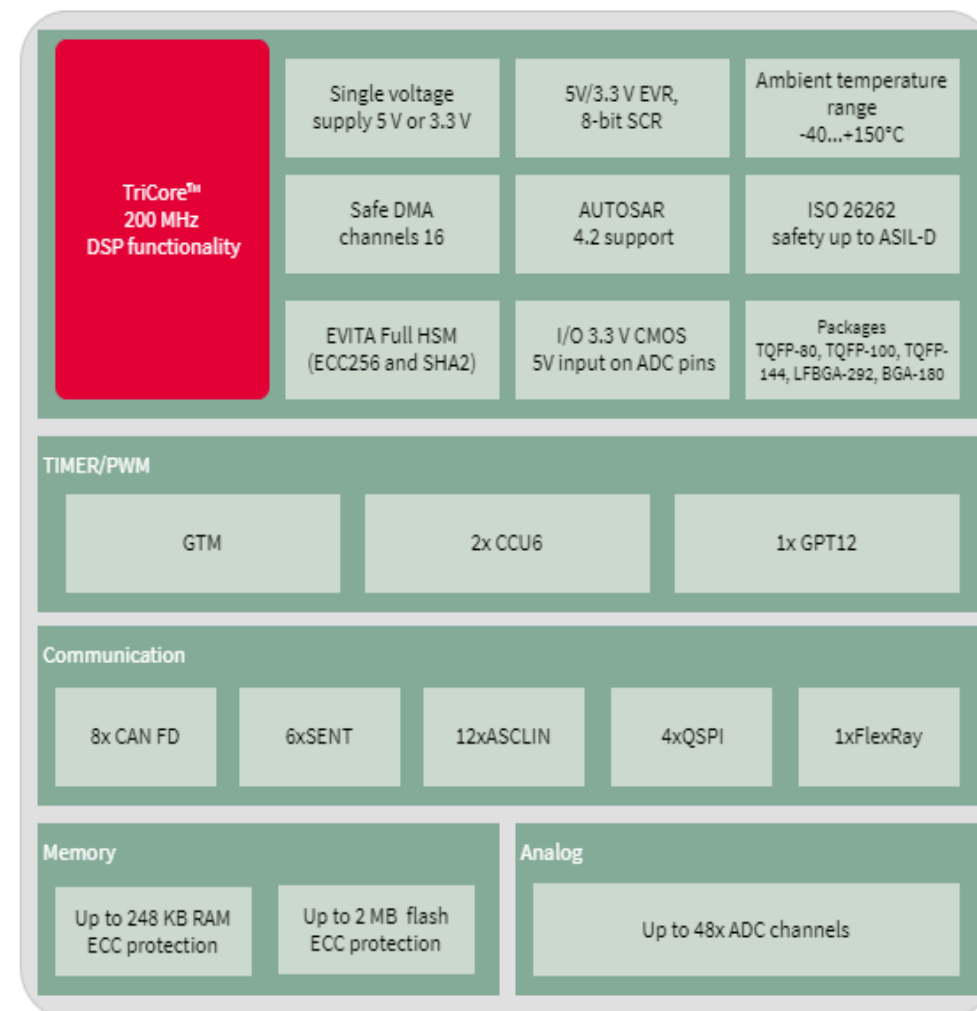 TriCore™
200 MHz
DSP functionality
Single voltage
supply 5 V or 3.3 V
5V/3.3 V EVR,
8-bit SCR
Ambient temperature
range
-40...+150°C
Safe DMA
channels 16
AUTOSAR
4.2 support
ISO 26262
safety up to ASIL-D
EVITA Full HSM
(ECC256 and SHA2)
I/O 3.3 V CMOS
5V input on ADC pins
Packages
TQFP-80, TQFP-100, TQFP-
144, LFBGA-292, BGA-180
TIMER/PWM
GTM
2x CCU6
1x GPT12
Communication
8x CAN FD
6xSENT
12xASCLIN
4xQSPI
1xFlexRay
Memory
Up to 248 KB RAM
ECC protection
Up to 2 MB flash
ECC protection
Analog
Up to 48x ADC channels